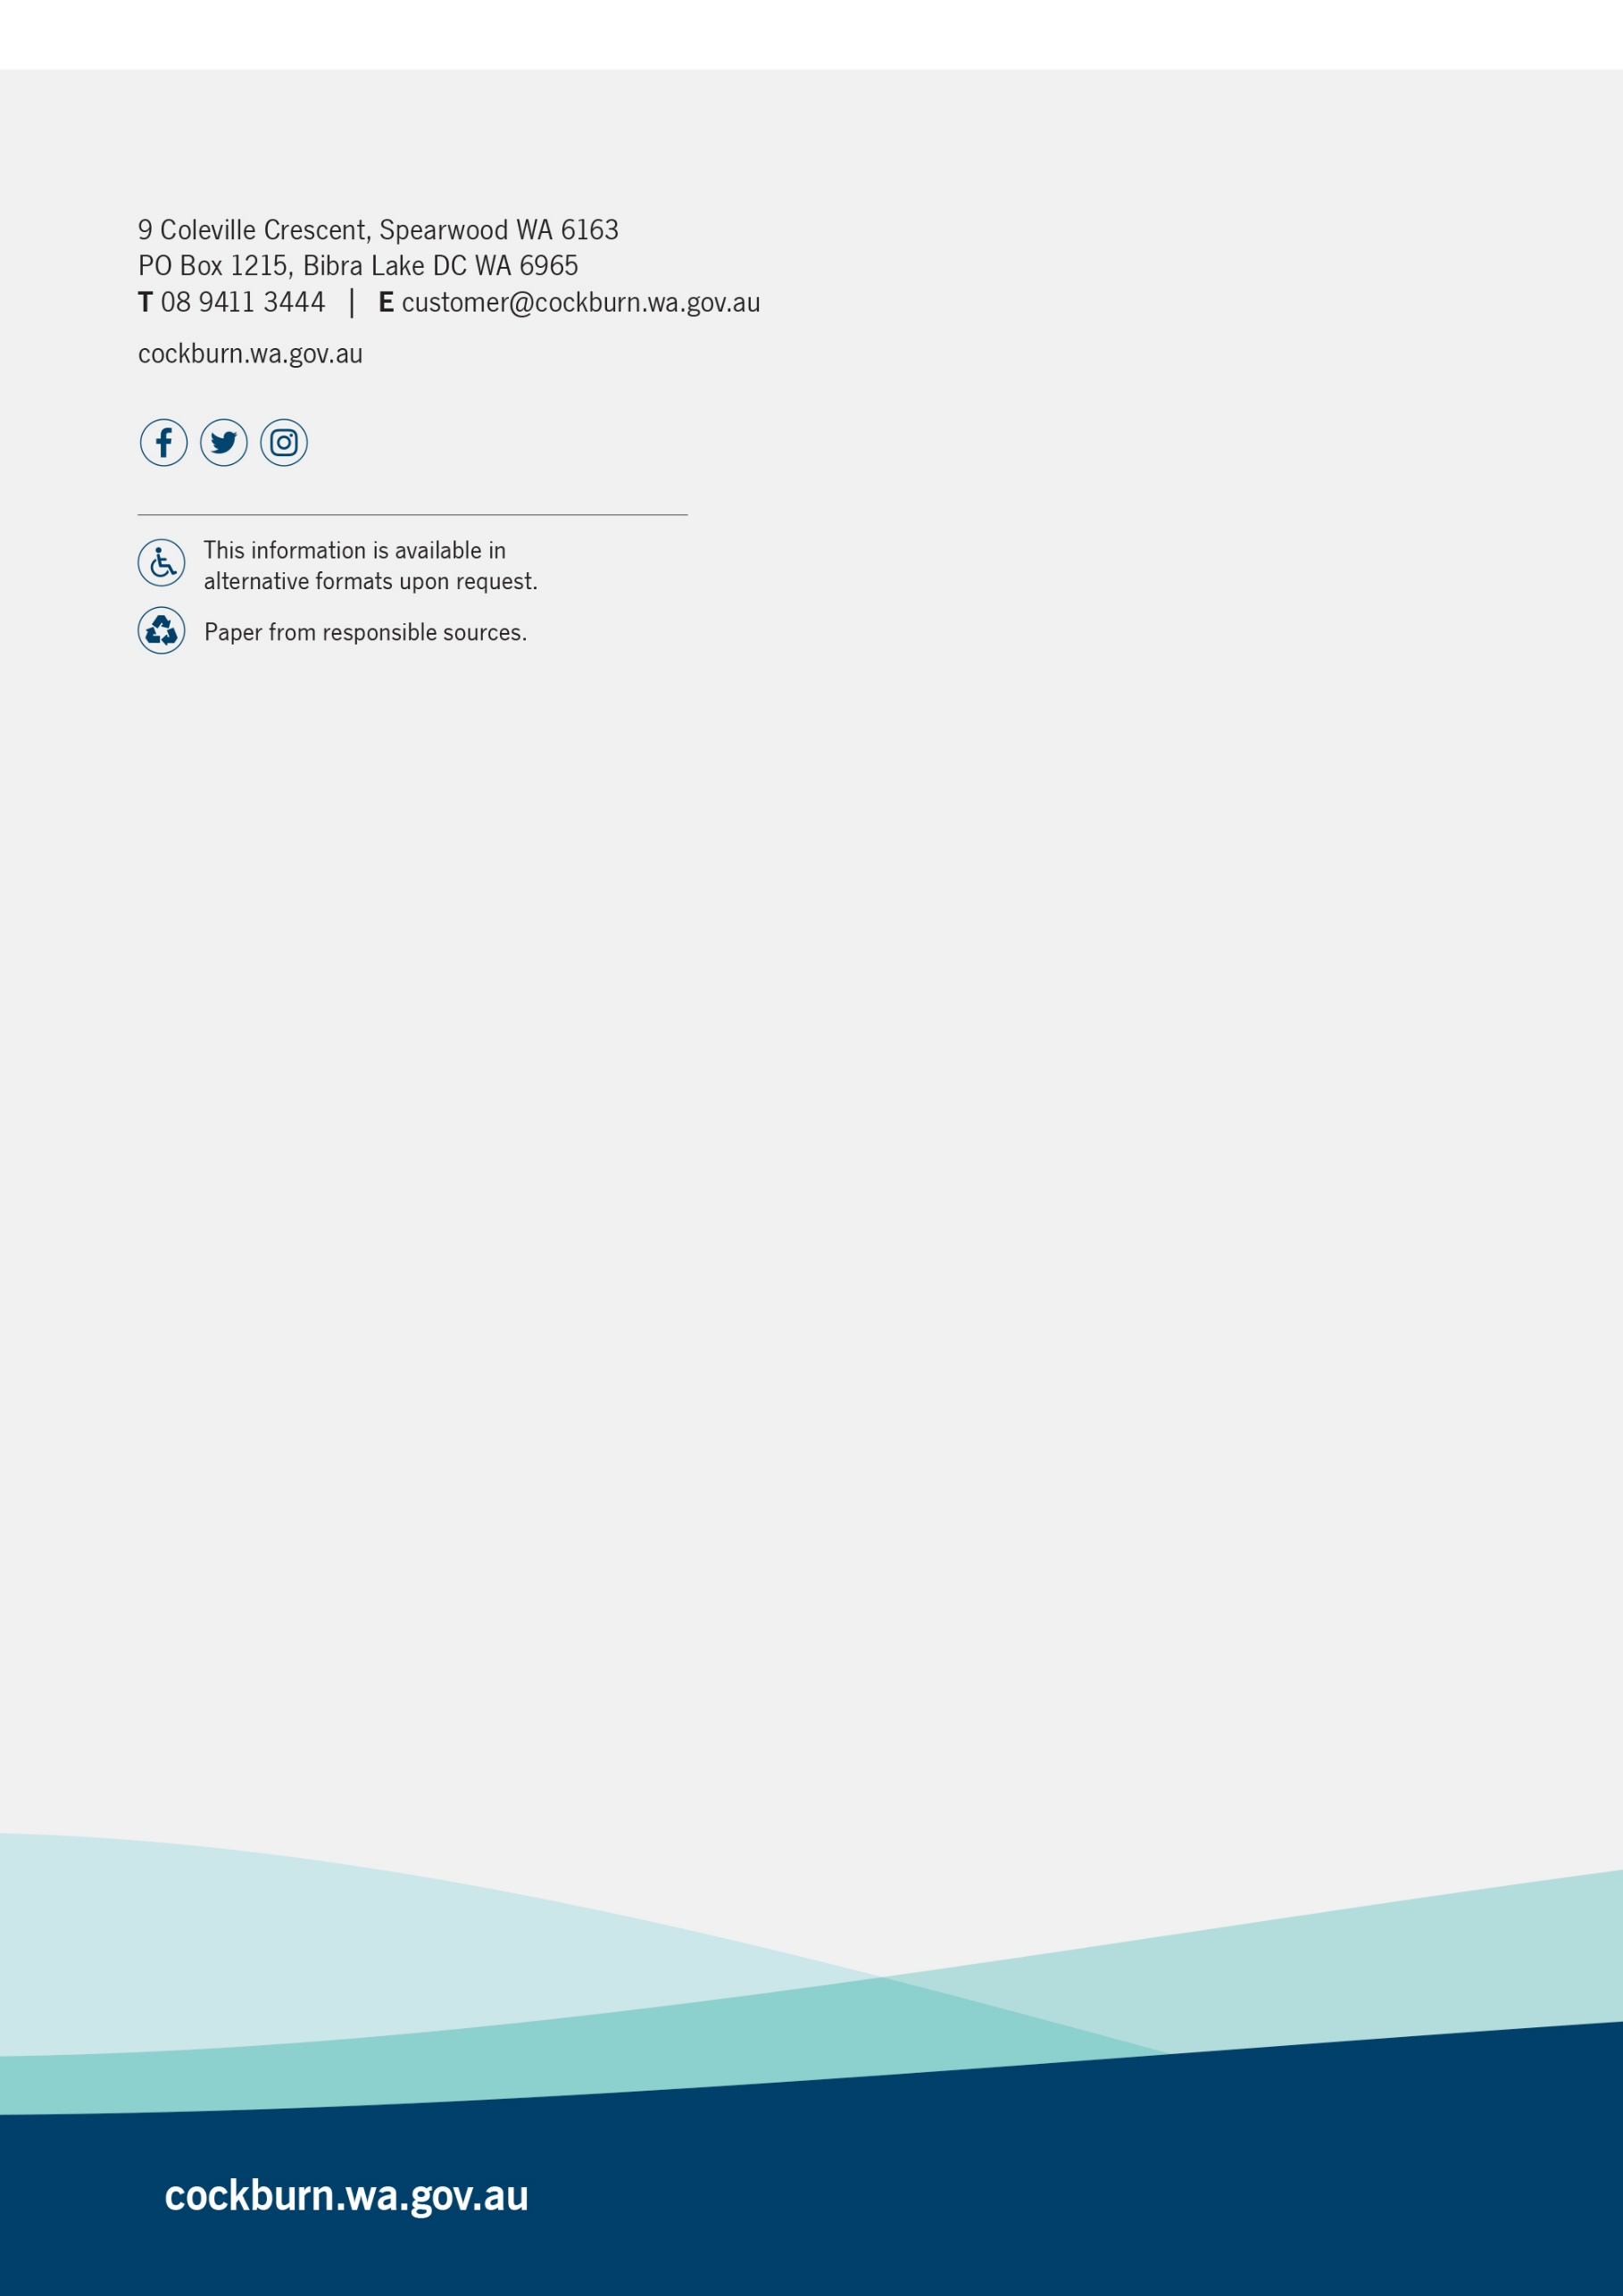 9 Coleville Crescent, Spearwood WA 6163
PO Box 1215, Bibra Lake DC WA 6965
T 08 9411 3444 | E customer@cockburn.wa.gov.au
cockburn.wa.gov.au
This information is available in
alternative formats upon request.
Paper from responsible sources.
cockburn.wa.gov.au